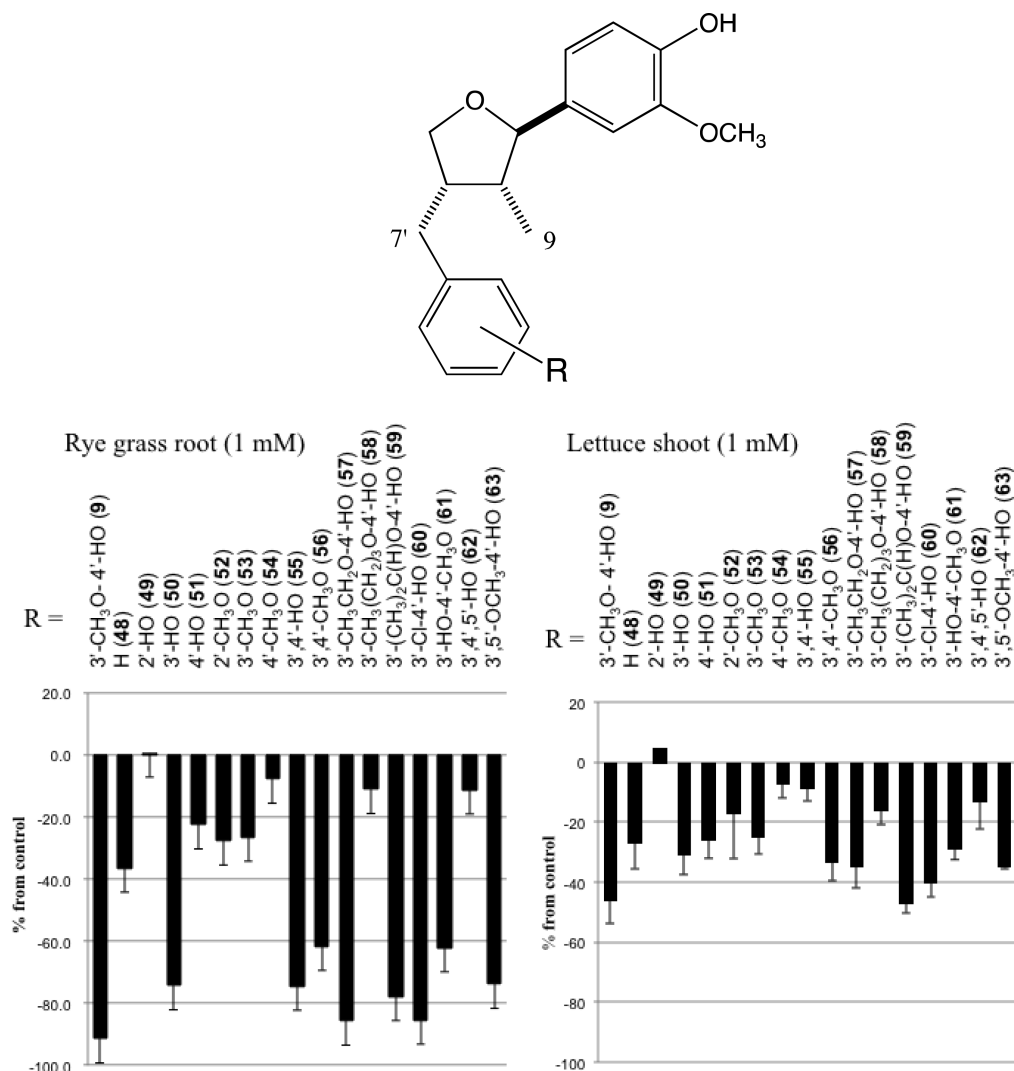 OH
O
OCH₃
7'
9
R
Rye grass root (1 mM)
R =
3'-CH₃O- 4'-HO (9)
H (48)
2'-HO (49)
3'-HO (50)
4'-HO (51)
2'-CH₃O (52)
3'-CH₃O (53)
4'-CH₃O (54)
3',4'-HO (55)
3',4'-CH₃O (56)
3'-CH₃CH₂O-4'-HO (57)
3'-CH₃(CH₂)₃O-4'-HO (58)
3'-(CH₃)₂C(H)O-4'-HO (59)
3'-Cl-4'-HO (60)
3'-HO-4'-CH₃O (61)
3',4',5'-HO (62)
3',5'-OCH₃-4'-HO (63)
% from control
20.0
0.0
-20.0
-40.0
-60.0
-80.0
-100.0
Lettuce shoot (1 mM)
R =
3'-CH₃O- 4'-HO (9)
H (48)
2'-HO (49)
3'-HO (50)
4'-HO (51)
2'-CH₃O (52)
3'-CH₃O (53)
4'-CH₃O (54)
3',4'-HO (55)
3',4'-CH₃O (56)
3'-CH₃CH₂O-4'-HO (57)
3'-CH₃(CH₂)₃O-4'-HO (58)
3'-(CH₃)₂C(H)O-4'-HO (59)
3'-Cl-4'-HO (60)
3'-HO-4'-CH₃O (61)
3',4',5'-HO (62)
3',5'-OCH₃-4'-HO (63)
% from control
20
0
-20
-40
-60
-80
-100